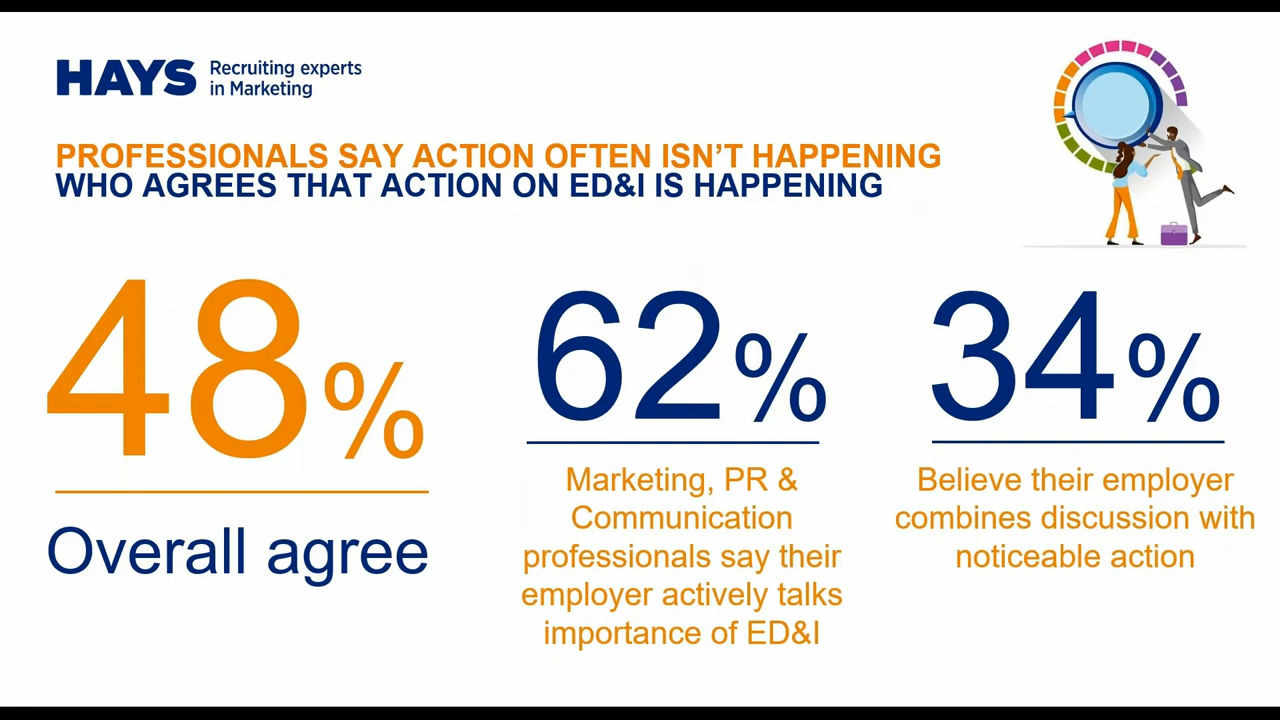 HAYS Recruiting experts
in Marketing
PROFESSIONALS SAY ACTION OFTEN ISN'T HAPPENING
WHO AGREES THAT ACTION ON ED&I IS HAPPENING
48%
Overall agree
62%
Marketing, PR &
Communication
professionals say their
employer actively talks
importance of ED&I
34%
Believe their employer
combines discussion with
noticeable action